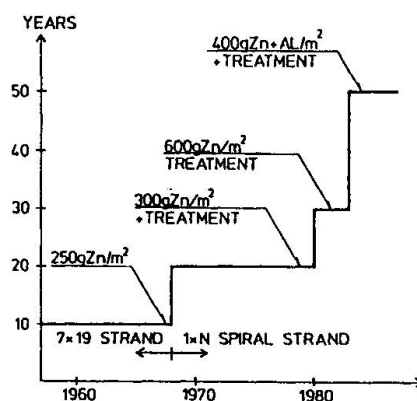 YEARS
400gZn+AL/m²
+TREATMENT
50
600gZn/m²
TREATMENT
40
300gZn/m²
+TREATMENT
30
250gZn/m²
20
10
7×19 STRAND
1×N SPIRAL STRAND
1960
1970
1980